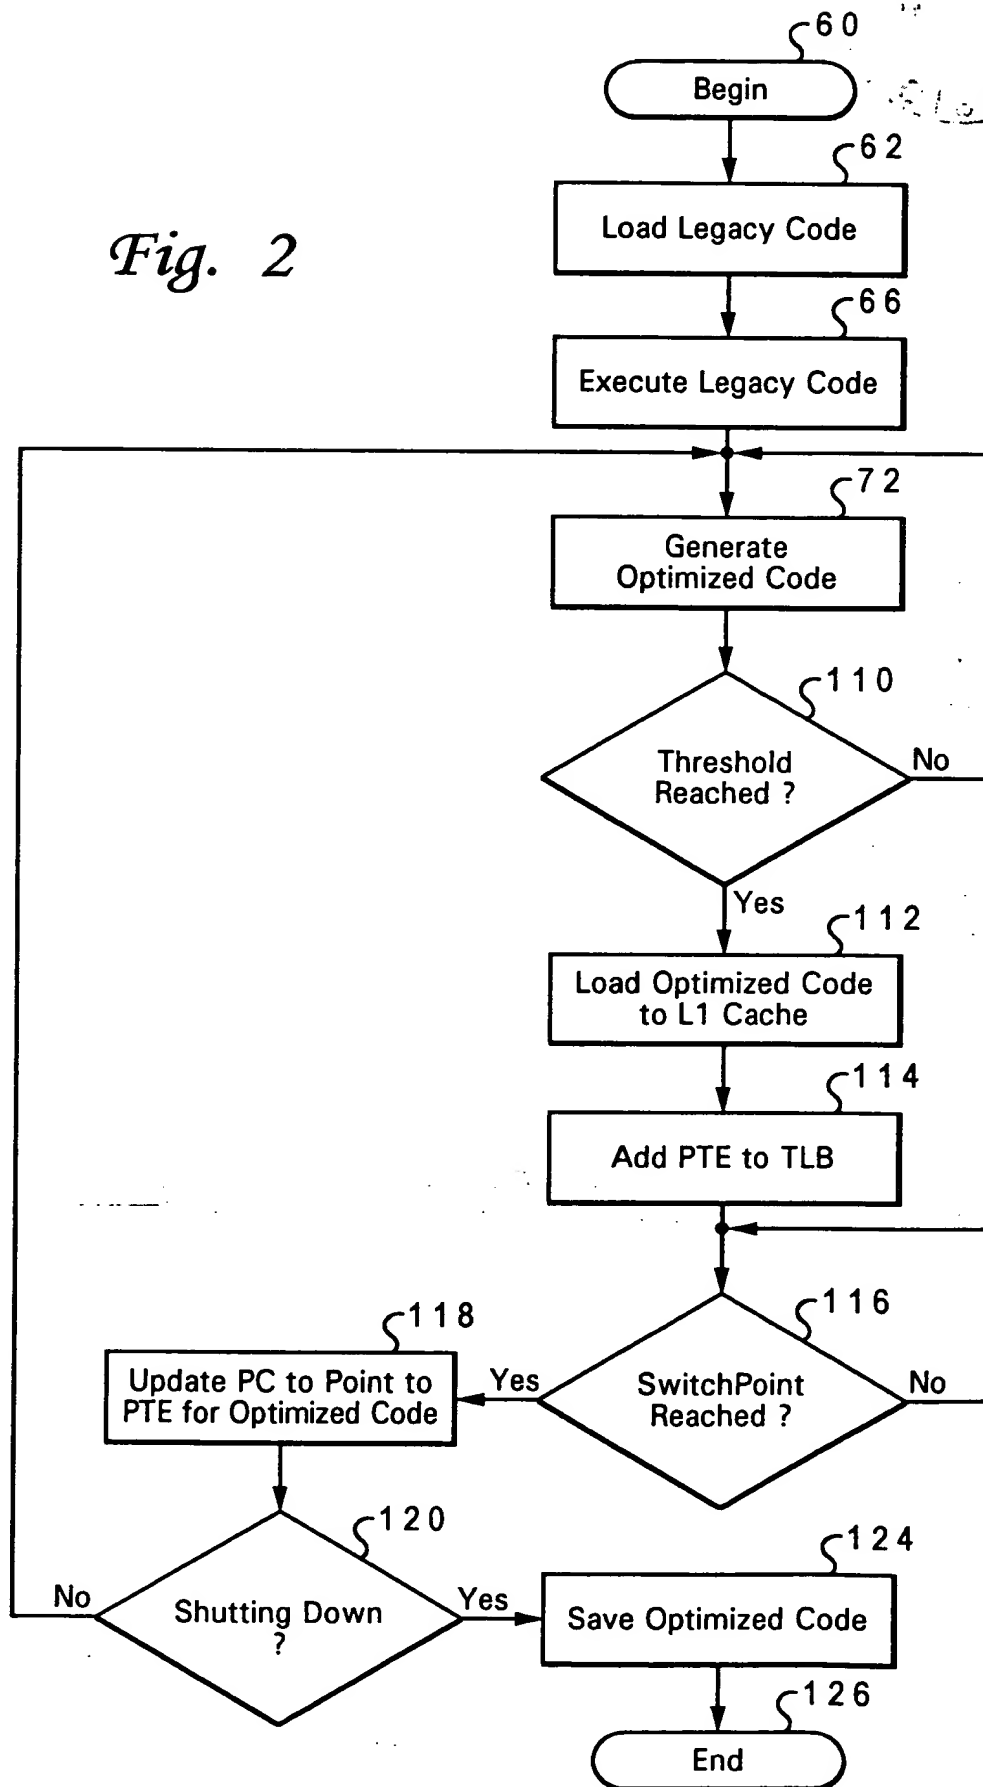 60
Begin
62
Fig. 2
Load Legacy Code
66
Execute Legacy Code
72
Generate
Optimized Code
110
Threshold
Reached ?
No
Yes
112
Load Optimized Code
to L1 Cache
114
Add PTE to TLB
116
SwitchPoint
Reached ?
No
Yes
118
Update PC to Point to
PTE for Optimized Code
120
Shutting Down
?
No
Yes
124
Save Optimized Code
126
End